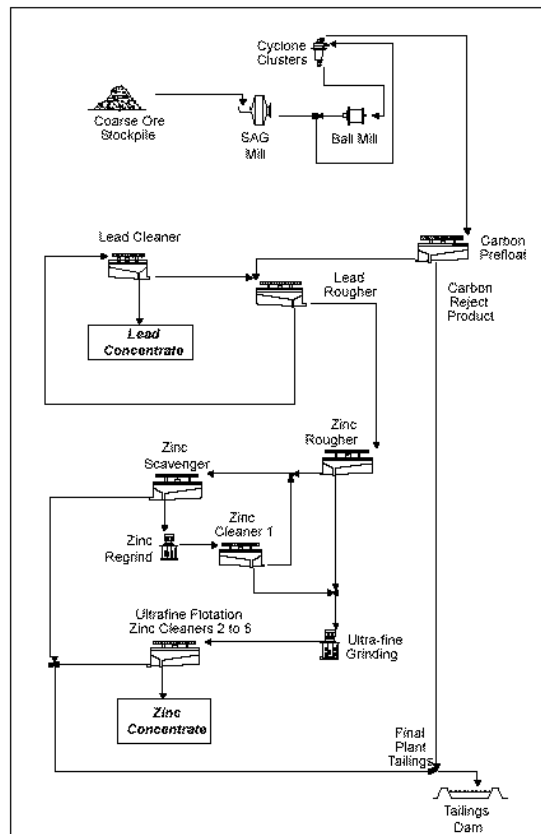 Cyclone
Clusters
Coarse Ore
Stockpile
SAG
Mill
Ball Mill
Lead Cleaner
Carbon
Prefloat
Lead
Rougher
Carbon
Reject
Product
Lead
Concentrate
Zinc
Rougher
Zinc
Scavenger
Zinc
Cleaner 1
Zinc
Regrind
Ultrafine Flotation
Zinc Cleaners 2 to 6
Ultra-fine
Grinding
Zinc
Concentrate
Final
Plant
Tailings
Tailings
Dam